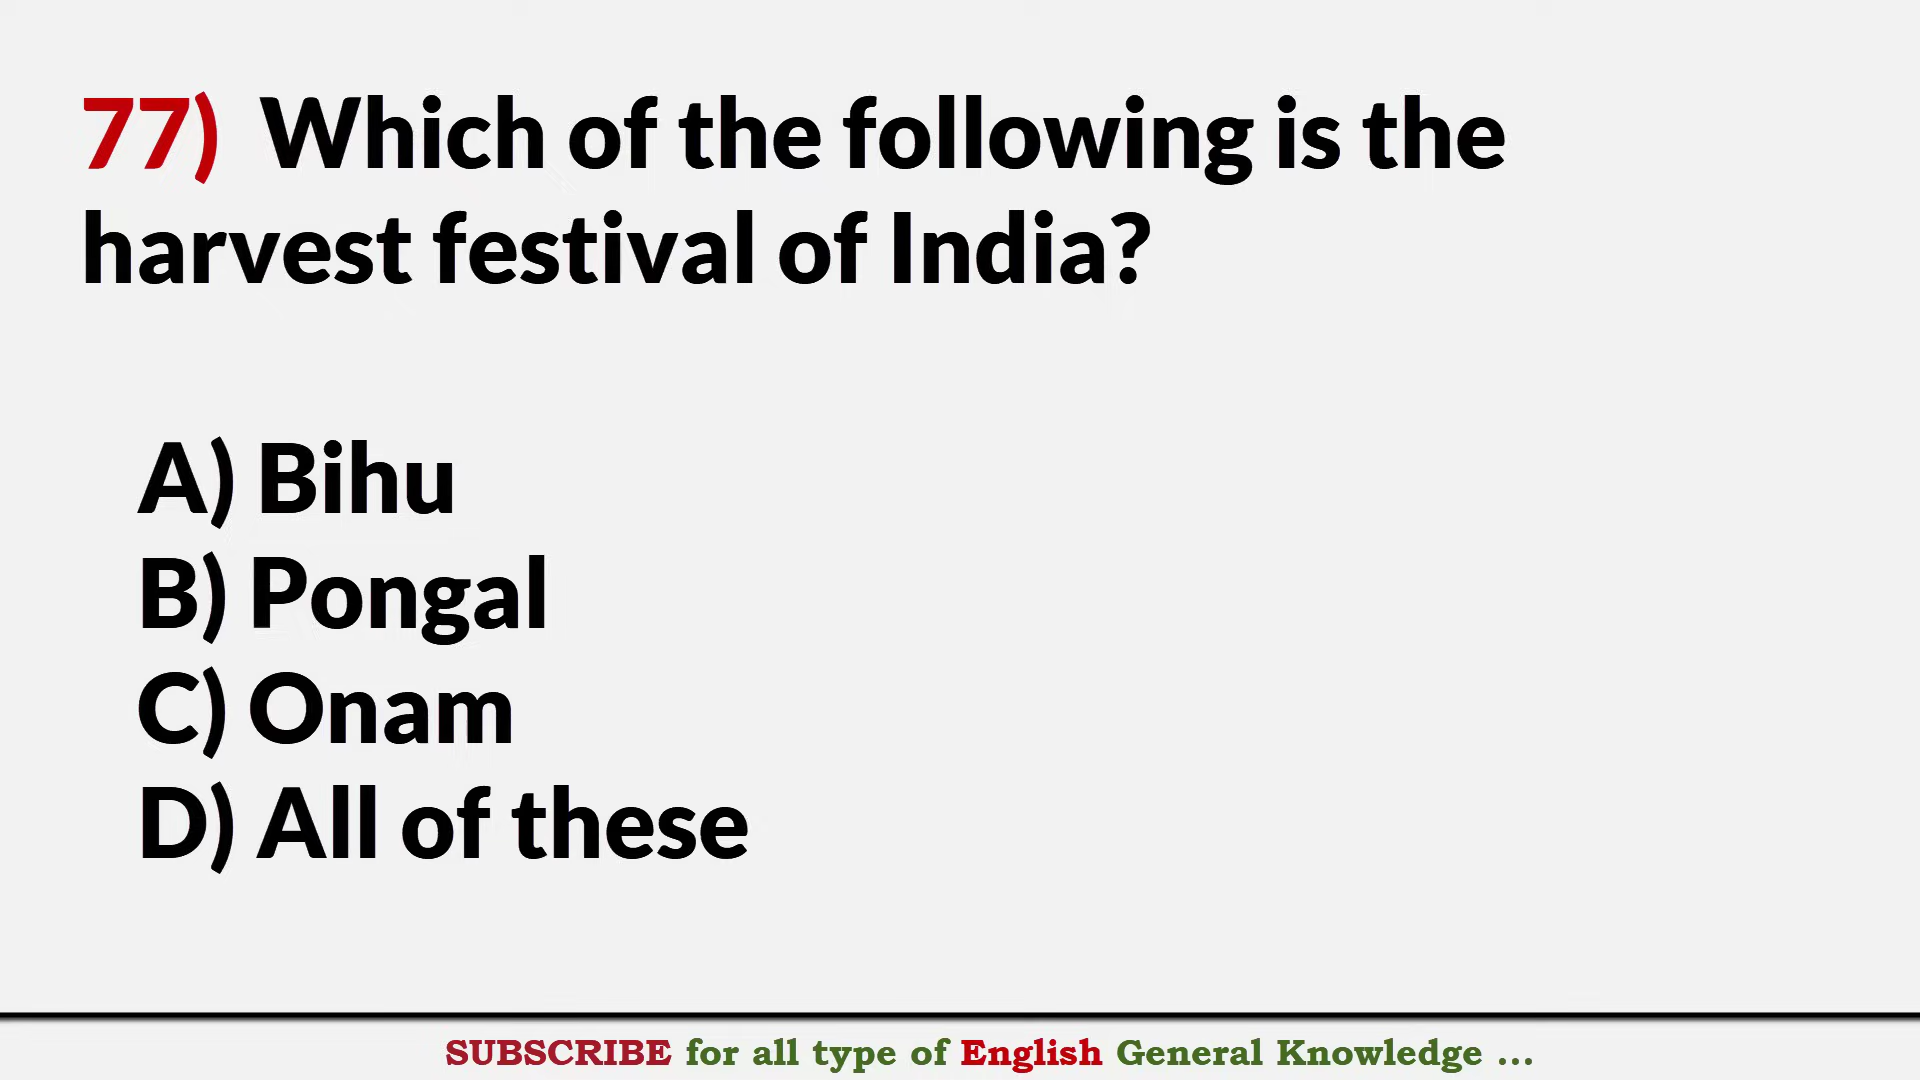 77) Which of the following is the
harvest festival of India?
A) Bihu
B) Pongal
C) Onam
D) All of these
SUBSCRIBE for all type of English General Knowledge ...